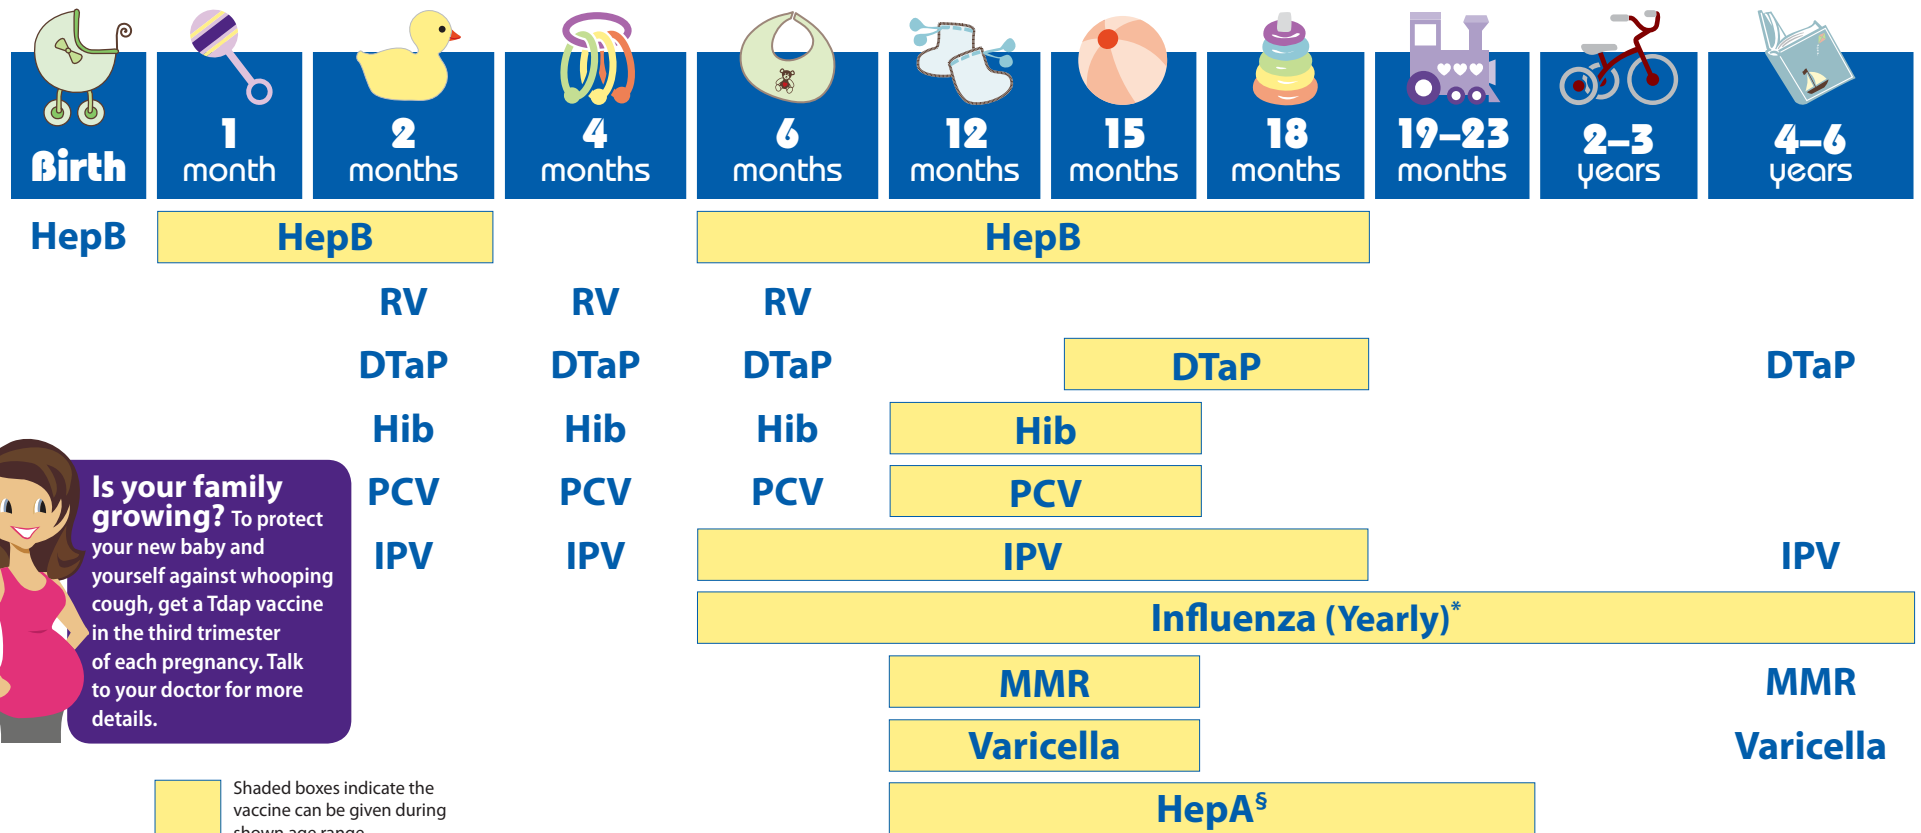 Birth
1
month
2
months
4
months
6
months
12
months
15
months
18
months
19–23
months
2–3
years
4–6
years
HepB HepB HepB
RV RV RV
DTaP DTaP DTaP DTaP DTaP
Hib Hib Hib Hib
PCV PCV PCV PCV
IPV IPV IPV IPV
Influenza (Yearly)*
MMR MMR
Varicella Varicella
HepA§
Is your family
growing? To protect
your new baby and
yourself against whooping
cough, get a Tdap vaccine
in the third trimester
of each pregnancy. Talk
to your doctor for more
details.
Shaded boxes indicate the
vaccine can be given during
shown age range.